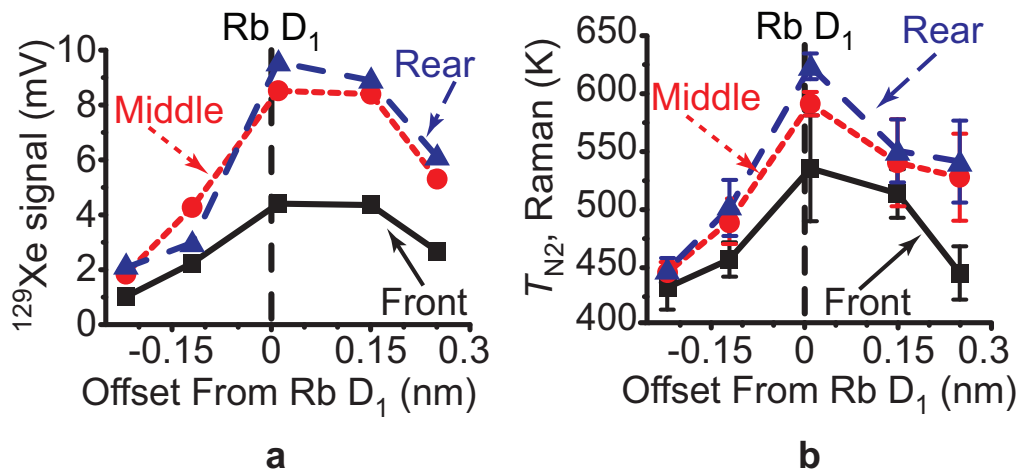 Rb D₁
¹²⁹Xe signal (mV)
10
8
6
4
2
0
Middle
Rear
Front
-0.15
0
0.15
0.3
Offset From Rb D₁ (nm)
a
Rb D₁
T_N2, Raman (K)
650
600
550
500
450
400
Middle
Rear
Front
-0.15
0
0.15
0.3
Offset From Rb D₁ (nm)
b